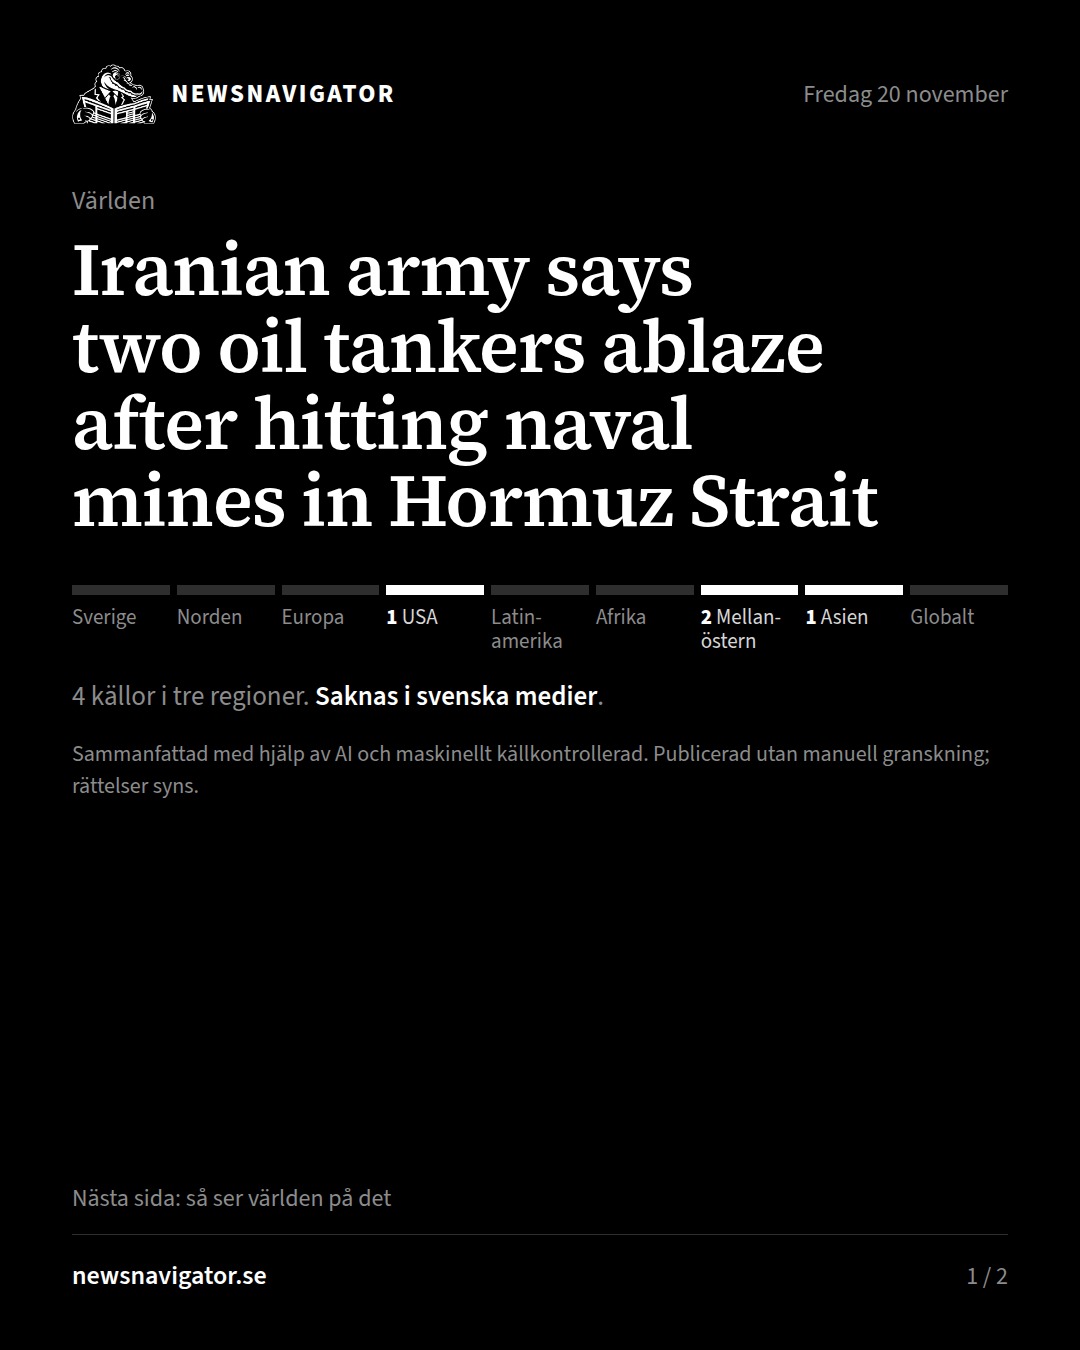 NEWSNAVIGATOR
Fredag 20 november
Världen
Iranian army says
two oil tankers ablaze
after hitting naval
mines in Hormuz Strait
Sverige
Norden
Europa
1 USA
Latin-
amerika
Afrika
2 Mellan-
östern
1 Asien
Globalt
4 källor i tre regioner. Saknas i svenska medier.
Sammanfattad med hjälp av AI och maskinellt källkontrollerad. Publicerad utan manuell granskning;
rättelser syns.
Nästa sida: så ser världen på det
newsnavigator.se
1 / 2